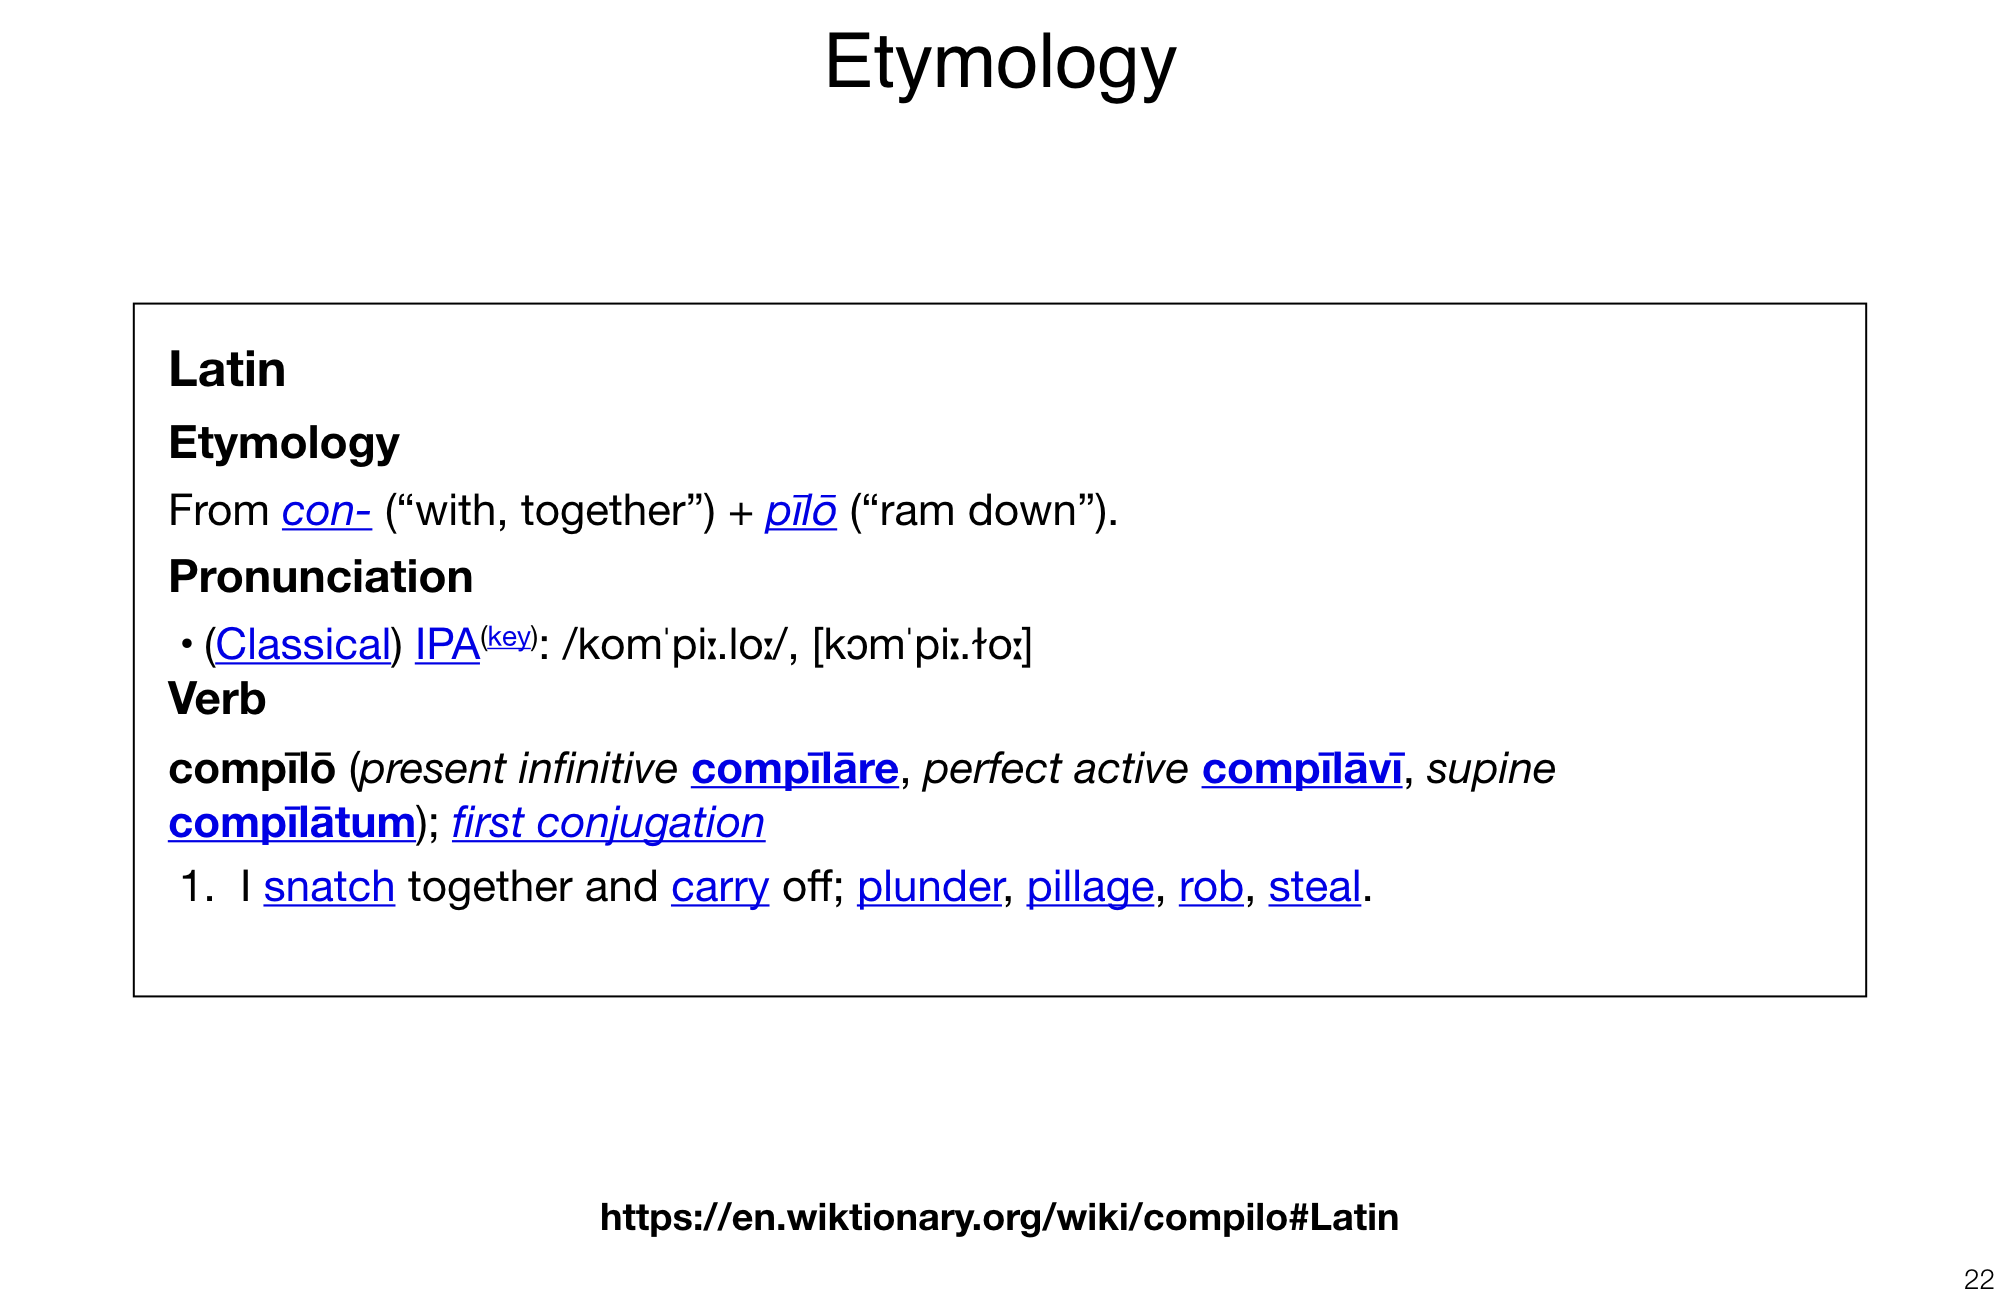 Etymology
Latin
Etymology
From con- (“with, together”) + pīlō (“ram down”).
Pronunciation
• (Classical) IPA(key): /komˈpiː.loː/, [kɔmˈpiː.ɫoː]
Verb
compīlō (present infinitive compīlāre, perfect active compīlāvī, supine
compīlātum); first conjugation
1. I snatch together and carry off; plunder, pillage, rob, steal.
https://en.wiktionary.org/wiki/compilo#Latin
22